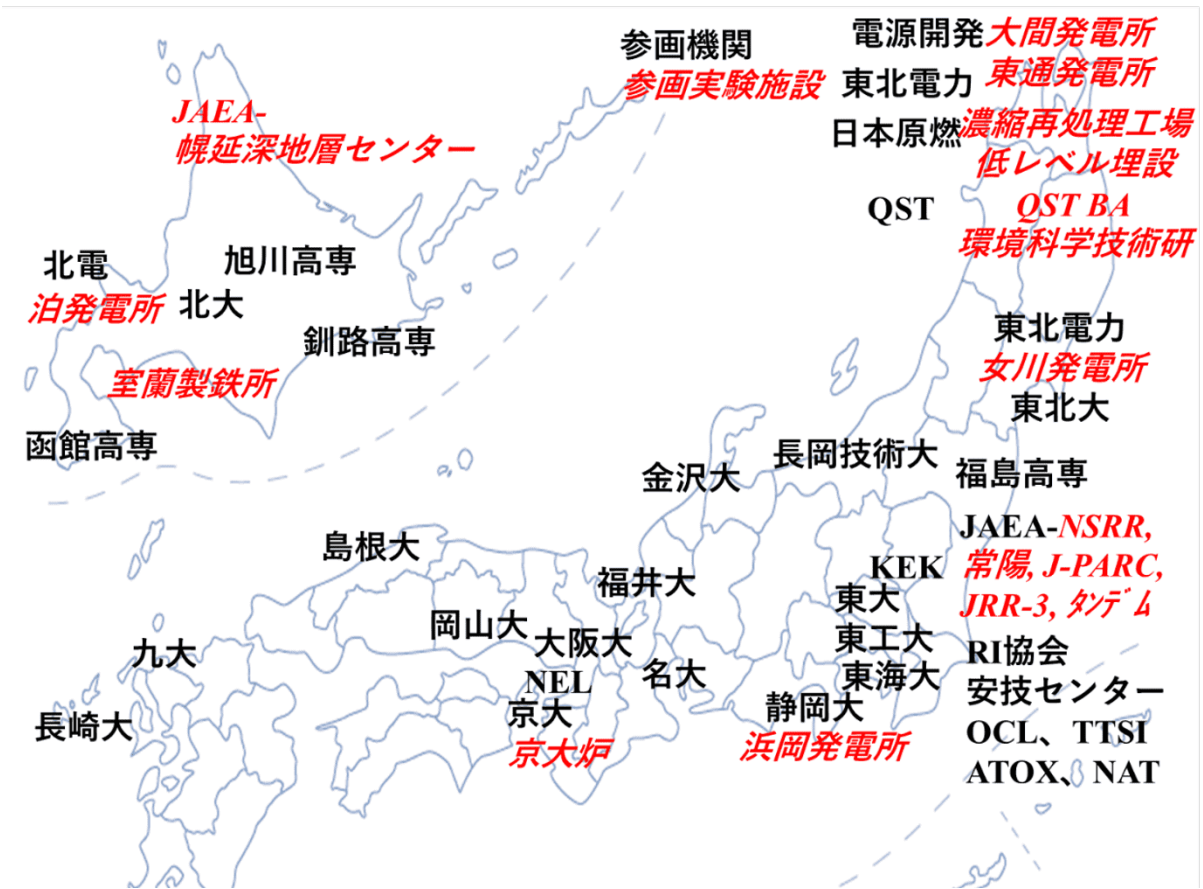 参画機関
参画実験施設
電源開発大間発電所
東通発電所
東北電力
日本原燃濃縮再処理工場
低レベル埋設
QST QST BA
環境科学技術研
JAEA-
幌延深地層センター
北電
泊発電所
旭川高専
北大
釧路高専
室蘭製鉄所
函館高専
東北電力
女川発電所
東北大
長岡技術大
福島高専
金沢大
島根大
福井大
岡山大
大阪大
NEL
京大
京大炉
名大
九大
長崎大
KEK
東大
東工大
東海大
静岡大
浜岡発電所
JAEA-NSRR,
常陽, J-PARC,
JRR-3, ﾀﾝﾃﾞﾑ
RI協会
安技センター
OCL、TTSI
ATOX、NAT